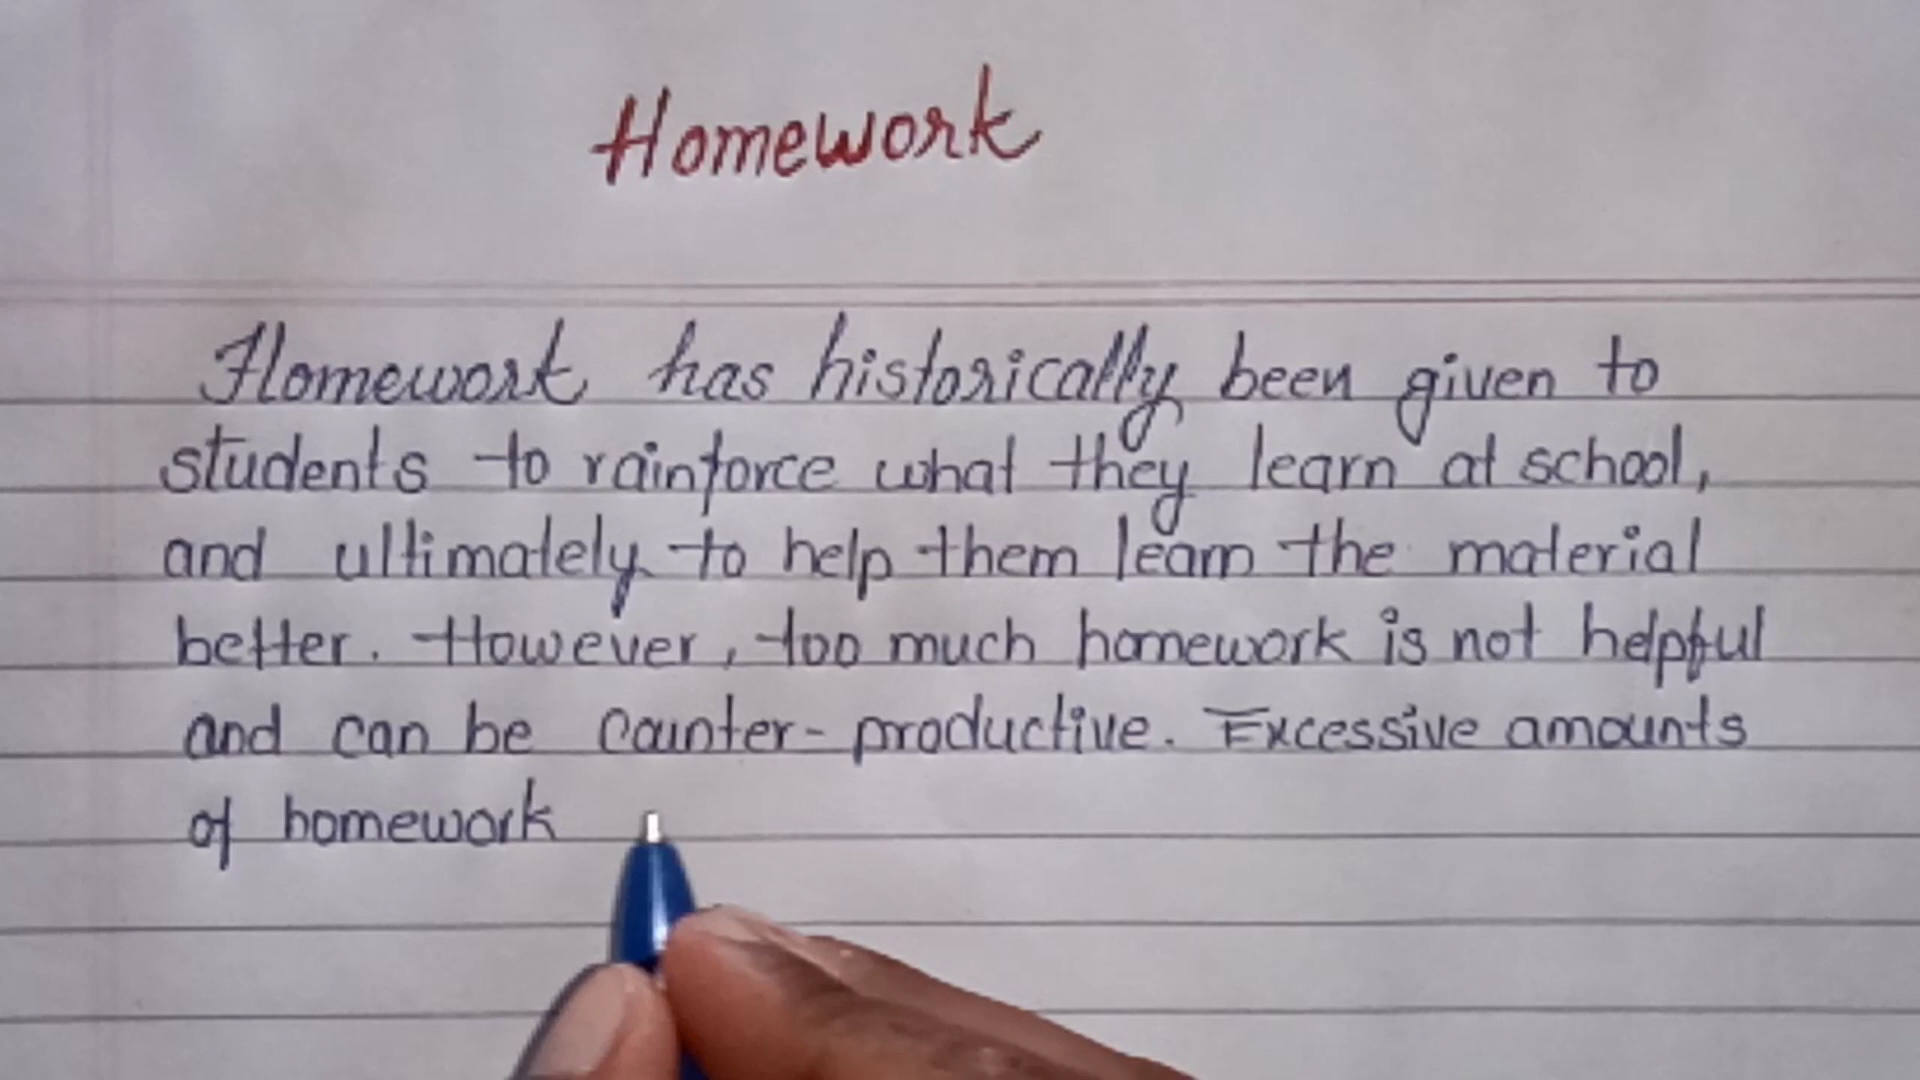 Homework
Homework has historically been given to
students to rainforce what they learn at school,
and ultimately to help them learn the material
better. However, too much homework is not helpful
and can be counter-productive. Excessive amounts
of homework